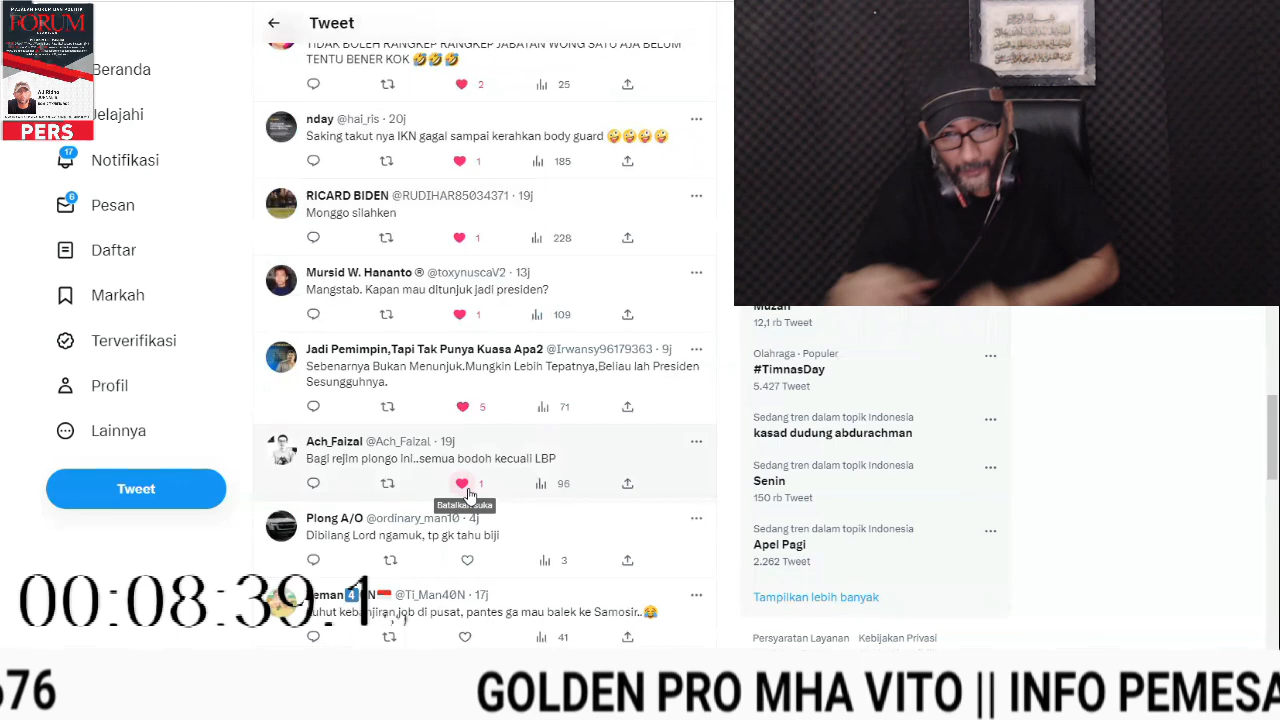 FORUM
AJ Ridho
PERS
Beranda
Jelajahi
17
Notifikasi
6
Pesan
Daftar
Markah
Terverifikasi
Profil
Lainnya
Tweet
Tweet
TIDAK BOLEH RANGKEP RANGKEP JABATAN WONG SATU AJA BELUM
TENTU BENER KOK 🤣🤣🤣
2 25
nday @hai_ris · 20j
Saking takut nya IKN gagal sampai kerahkan body guard 🤪🤪🤪🤪
1 185
RICARD BIDEN @RUDIHAR85034371 · 19j
Monggo silahken
1 228
Mursid W. Hananto ® @toxynuscaV2 · 13j
Mangstab. Kapan mau ditunjuk jadi presiden?
1 109
Jadi Pemimpin,Tapi Tak Punya Kuasa Apa2 @Irwansy96179363 · 9j
Sebenarnya Bukan Menunjuk.Mungkin Lebih Tepatnya,Beliau lah Presiden
Sesungguhnya.
5 71
Ach_Faizal @Ach_Faizal · 19j
Bagi rejim plongo ini..semua bodoh kecuali LBP
1 96
Batalkan suka
Plong A/O @ordinary_man10 · 4j
Dibilang Lord ngamuk, tp gk tahu biji
3
@Ti_Man40N · 17j
kebanjiran job di pusat, pantes ga mau balek ke Samosir..😂
41
12,1 rb Tweet
Olahraga · Populer
#TimnasDay
5.427 Tweet
Sedang tren dalam topik Indonesia
kasad dudung abdurachman
Sedang tren dalam topik Indonesia
Senin
150 rb Tweet
Sedang tren dalam topik Indonesia
Apel Pagi
2.262 Tweet
Tampilkan lebih banyak
Persyaratan Layanan Kebijakan Privasi
00:08:39.1
676 GOLDEN PRO MHA VITO || INFO PEMESA